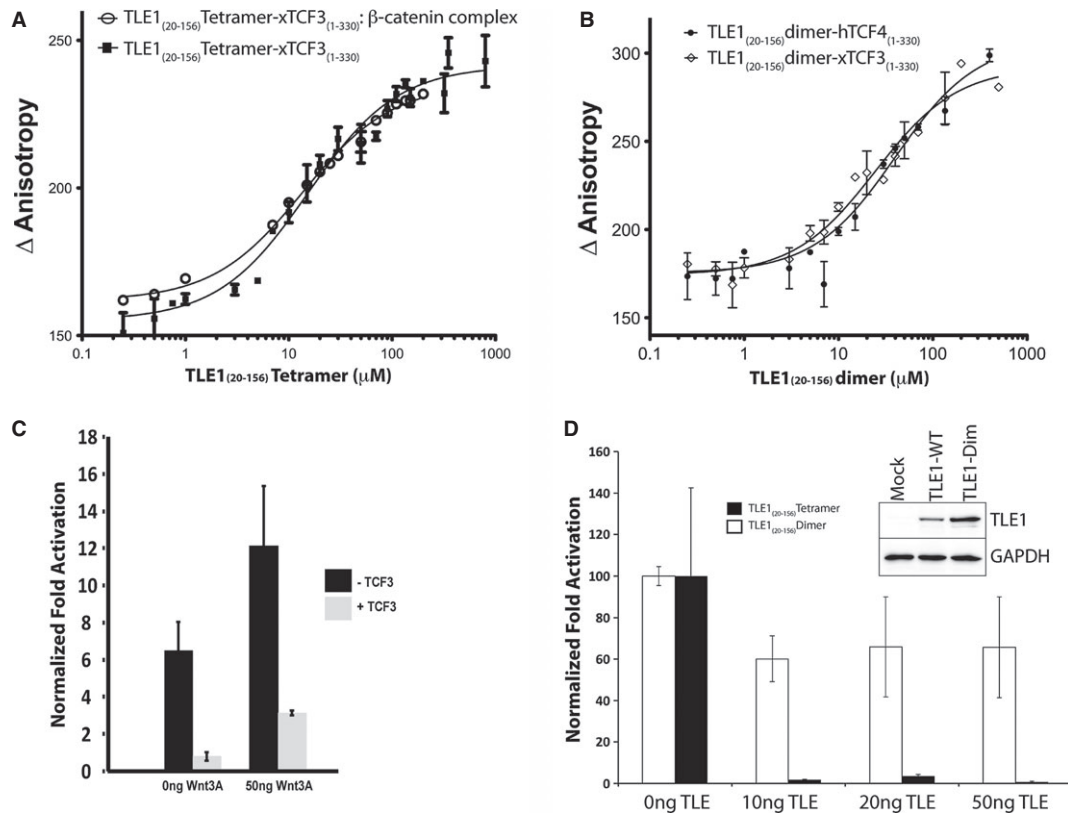 A
TLE1(20-156) Tetramer-xTCF3(1-330): β-catenin complex
TLE1(20-156) Tetramer-xTCF3(1-330)
Δ Anisotropy
250
200
150
0.1 1 10 100 1000
TLE1(20-156) Tetramer (μM)
B
TLE1(20-156)dimer-hTCF4(1-330)
TLE1(20-156)dimer-xTCF3(1-330)
Δ Anisotropy
300
250
200
150
0.1 1 10 100 1000
TLE1(20-156) dimer (μM)
C
Normalized Fold Activation
18
16
14
12
10
8
6
4
2
0
- TCF3
+ TCF3
0ng Wnt3A 50ng Wnt3A
D
Normalized Fold Activation
160
140
120
100
80
60
40
20
0
TLE1(20-156)Tetramer
TLE1(20-156)Dimer
Mock
TLE1-WT
TLE1-Dim
TLE1
GAPDH
0ng TLE 10ng TLE 20ng TLE 50ng TLE